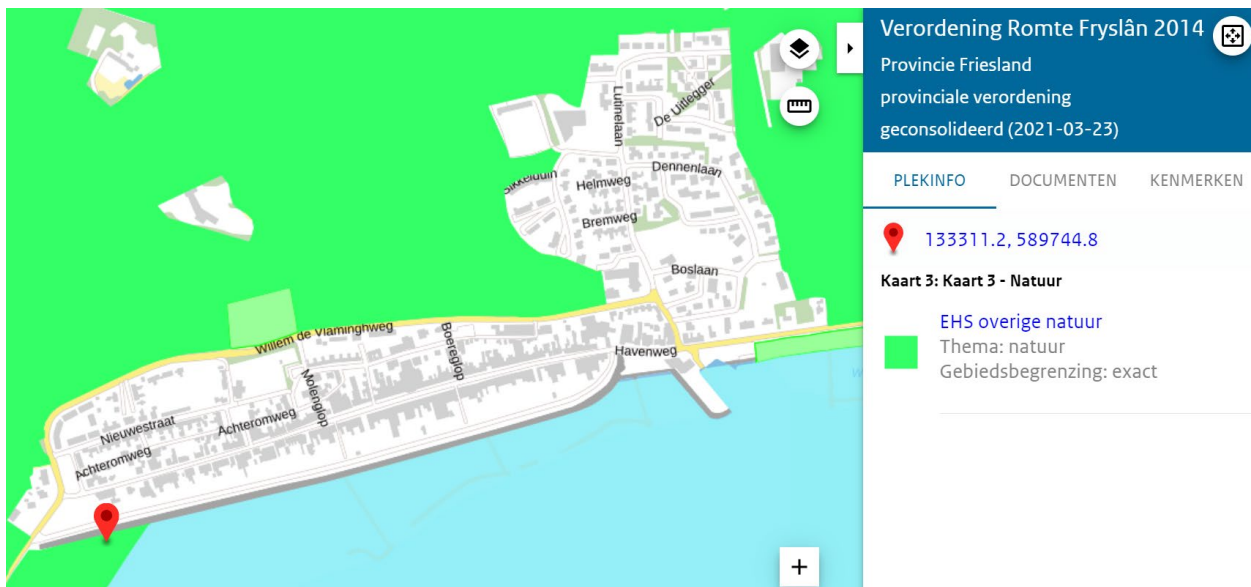 Verordening Romte Fryslân 2014
Provincie Friesland
provinciale verordening
geconsolideerd (2021-03-23)
PLEKINFO DOCUMENTEN KENMERKEN
133311.2, 589744.8
Kaart 3: Kaart 3 - Natuur
EHS overige natuur
Thema: natuur
Gebiedsbegrenzing: exact
Lutinelaan
De Uitlegger
Dennenlaan
Sikkelduin
Helmweg
Bremweg
Boslaan
Willem de Vlaminghweg
Boereglop
Havenweg
Molenglop
Nieuwestraat
Achteromweg
Achteromweg